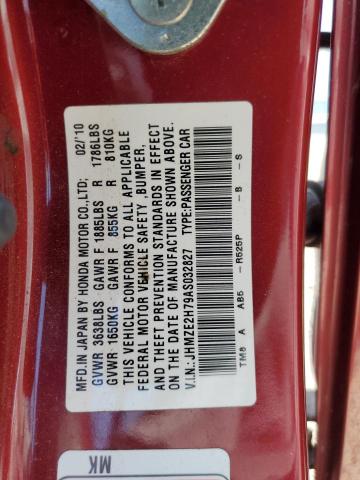 MFD.IN JAPAN BY HONDA MOTOR CO.,LTD; 02/'10
GVWR 3638LBS GAWR F 1885LBS R 1786LBS
GVWR 1650KG GAWR F 855KG R 810KG
THIS VEHICLE CONFORMS TO ALL APPLICABLE
FEDERAL MOTOR VEHICLE SAFETY ,BUMPER,
AND THEFT PREVENTION STANDARDS IN EFFECT
ON THE DATE OF MANUFACTURE SHOWN ABOVE.
V.I.N.: JHMZE2H79AS032827 TYPE:PASSENGER CAR
TM8 A AB5 -R525P -B -S
MK